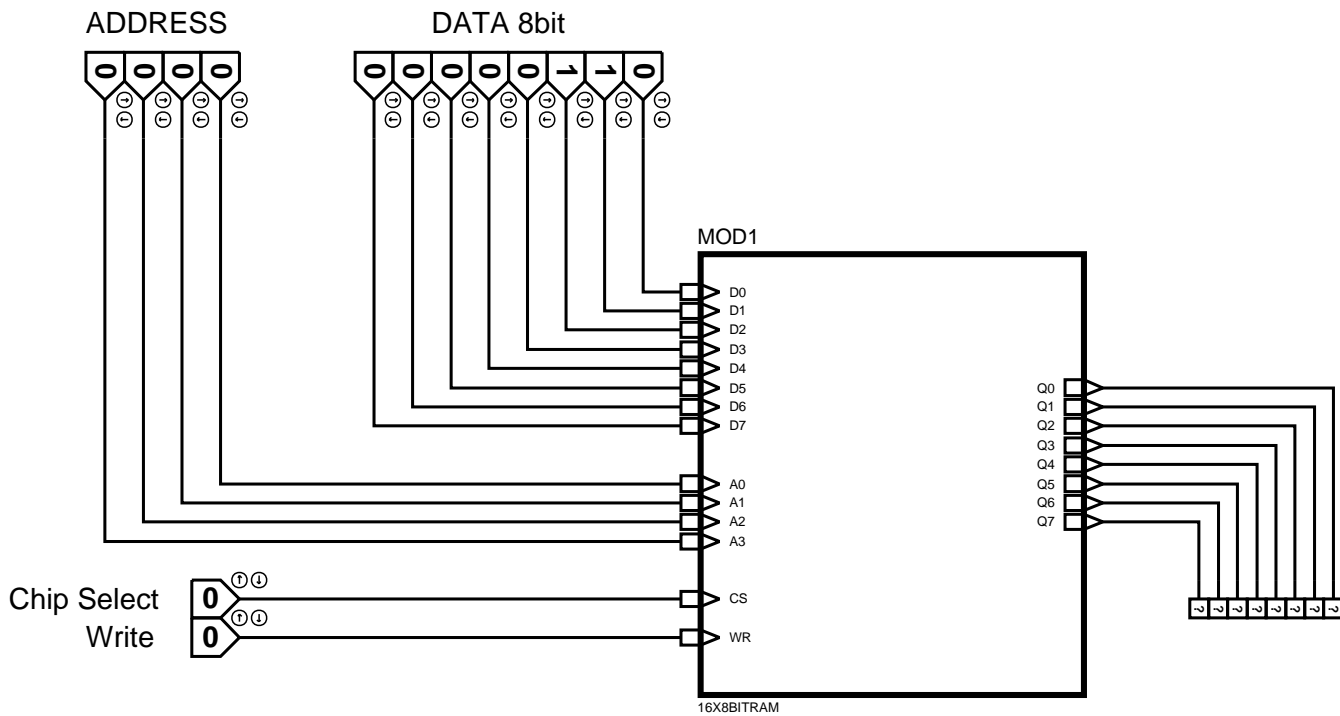 ADDRESS
DATA 8bit
0 0 0 0
0 0 0 0 0 1 1 0
MOD1
D0
D1
D2
D3
D4
D5
D6
D7
Q0
Q1
Q2
Q3
Q4
Q5
Q6
Q7
A0
A1
A2
A3
Chip Select 0
CS
Write 0
WR
? ? ? ? ? ? ? ?
16X8BITRAM